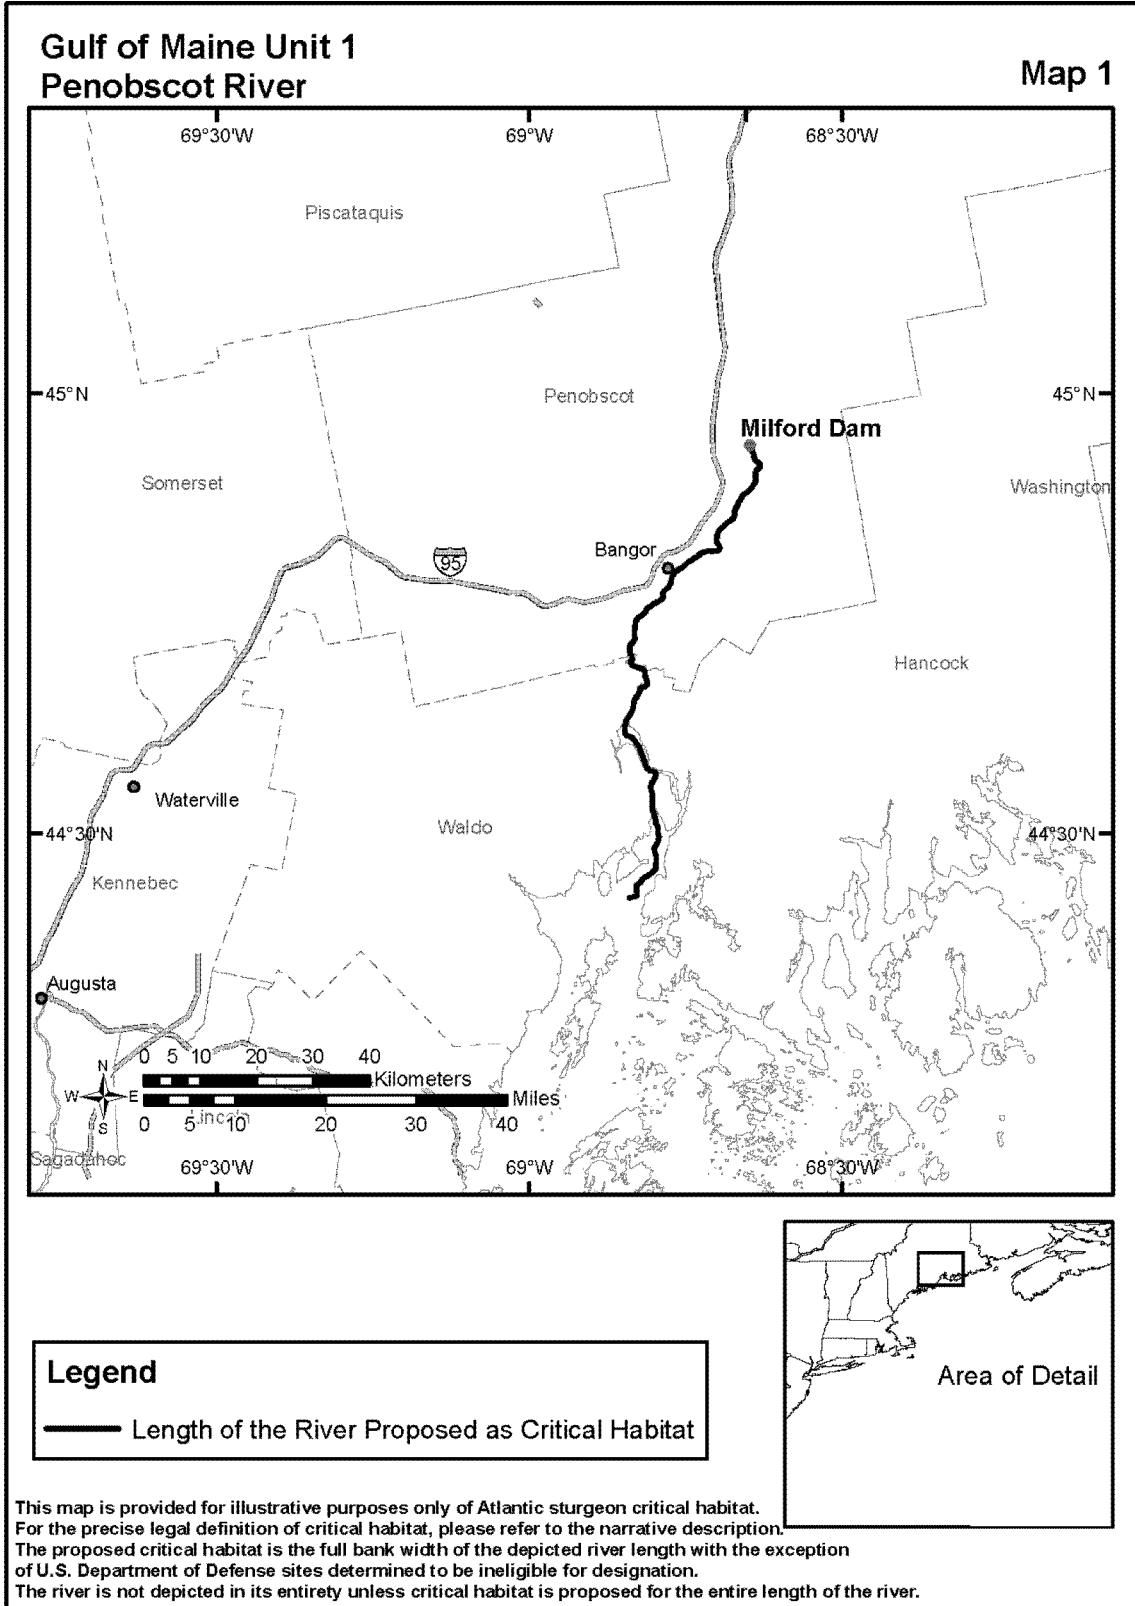 Gulf of Maine Unit 1
Penobscot River
Map 1
69°30'W
69°W
68°30'W
Piscataquis
45°N
Penobscot
45°N
Milford Dam
Somerset
Washington
Bangor
95
Hancock
Waterville
Waldo
44°30'N
44°30'N
Kennebec
Augusta
0 5 10 20 30 40
Kilometers
N
W E
S
Miles
Lincoln
0 5 10 20 30 40
Sagadahoc
69°30'W
69°W
68°30'W
Area of Detail
Legend
Length of the River Proposed as Critical Habitat
This map is provided for illustrative purposes only of Atlantic sturgeon critical habitat.
For the precise legal definition of critical habitat, please refer to the narrative description.
The proposed critical habitat is the full bank width of the depicted river length with the exception
of U.S. Department of Defense sites determined to be ineligible for designation.
The river is not depicted in its entirety unless critical habitat is proposed for the entire length of the river.